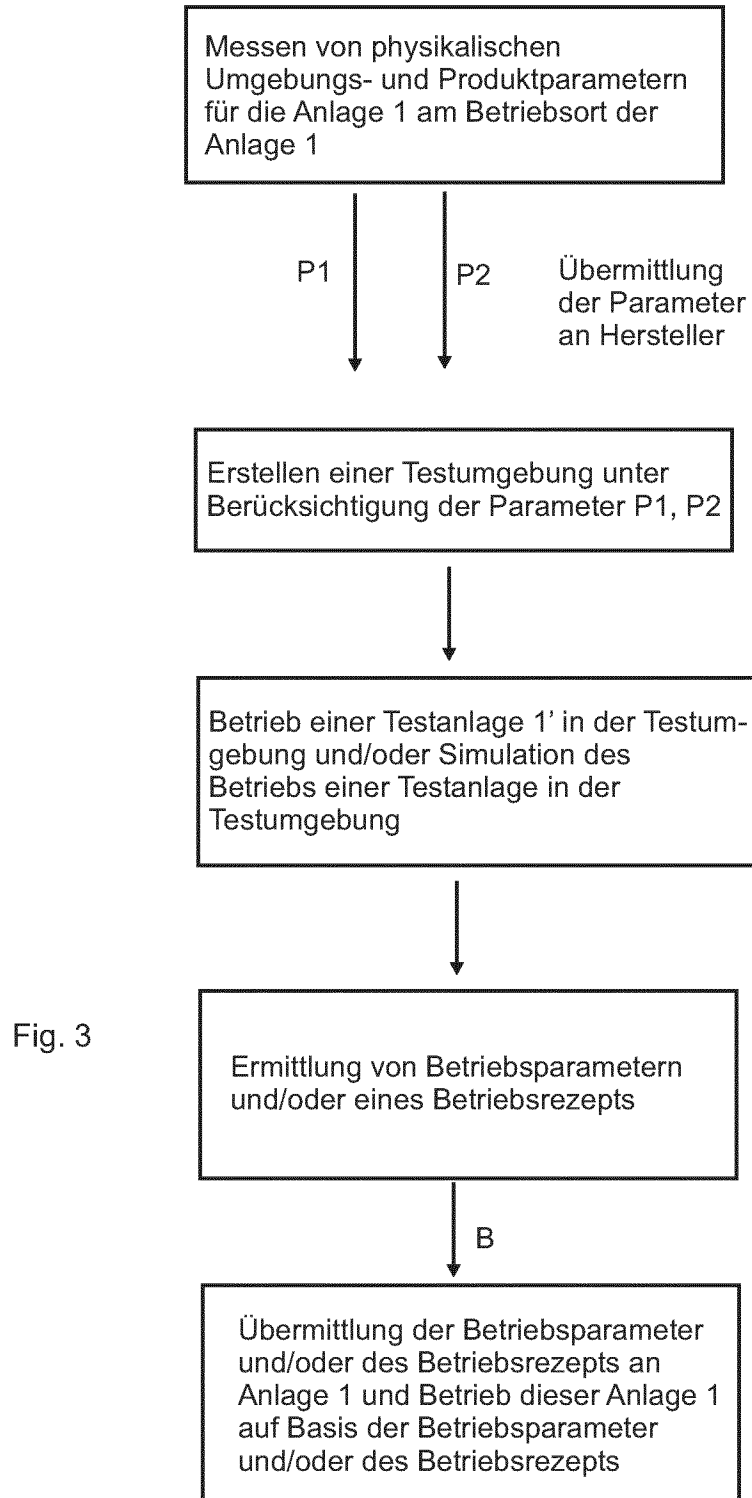 Messen von physikalischen
Umgebungs- und Produktparametern
für die Anlage 1 am Betriebsort der
Anlage 1
P1
P2
Übermittlung
der Parameter
an Hersteller
Erstellen einer Testumgebung unter
Berücksichtigung der Parameter P1, P2
Betrieb einer Testanlage 1’ in der Testum-
gebung und/oder Simulation des
Betriebs einer Testanlage in der
Testumgebung
Fig. 3
Ermittlung von Betriebsparametern
und/oder eines Betriebsrezepts
B
Übermittlung der Betriebsparameter
und/oder des Betriebsrezepts an
Anlage 1 und Betrieb dieser Anlage 1
auf Basis der Betriebsparameter
und/oder des Betriebsrezepts